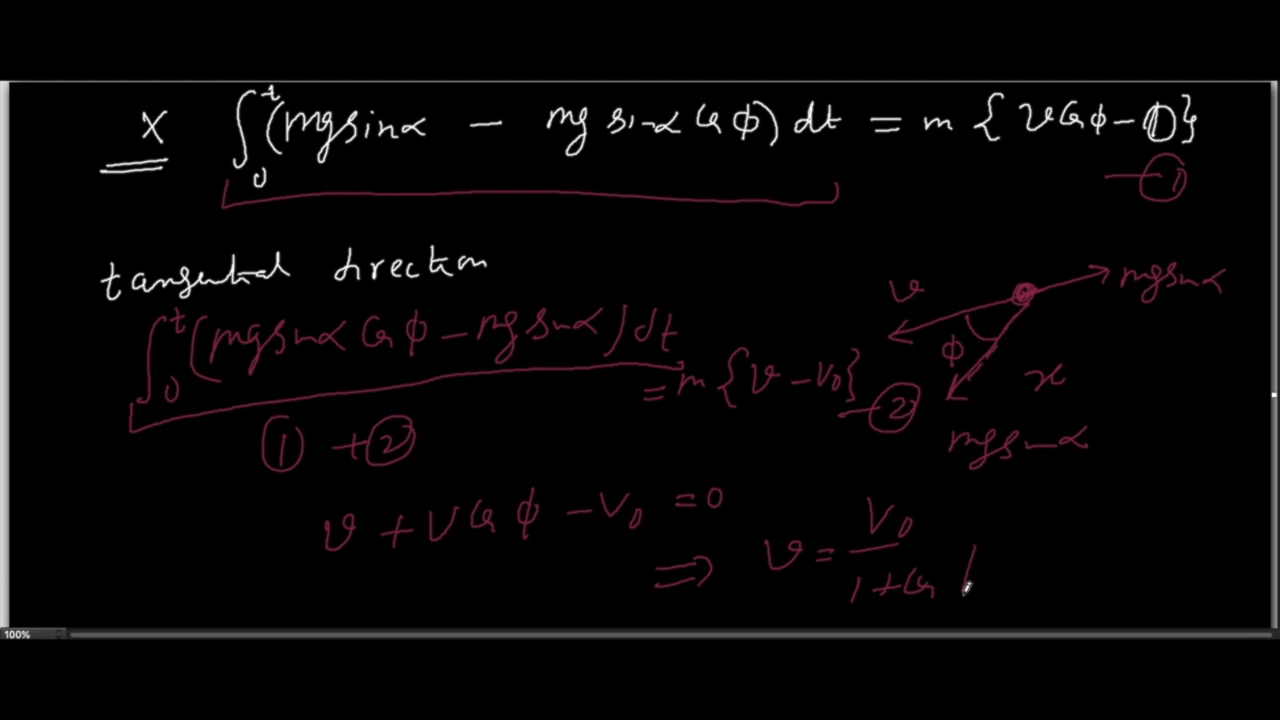 X ∫₀ᵗ (mg sinα − mg sinα Cos φ) dt = m { v Cos φ − 0 }
— ①
tangential direction
∫₀ᵗ (mg sinα Cos φ − mg sinα) dt = m { v − V₀ } — ②
v
mg sinα
φ
x
mg sinα
① + ②
v + v Cos φ − V₀ = 0
⇒ v = V₀ / 1 + Cos
100%